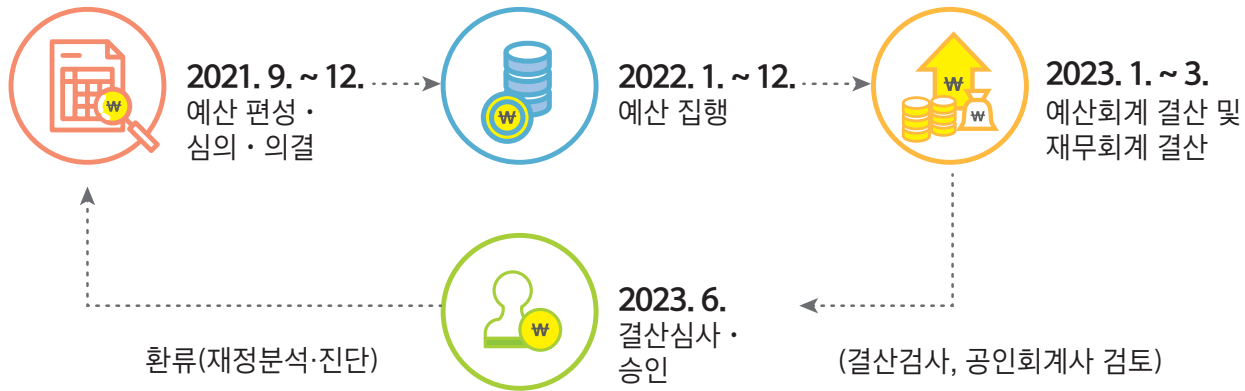 2021. 9. ~ 12.
예산 편성 ·
심의 · 의결
2022. 1. ~ 12.
예산 집행
2023. 1. ~ 3.
예산회계 결산 및
재무회계 결산
2023. 6.
결산심사 ·
승인
환류(재정분석·진단)
(결산검사, 공인회계사 검토)
₩
₩
₩
₩
₩